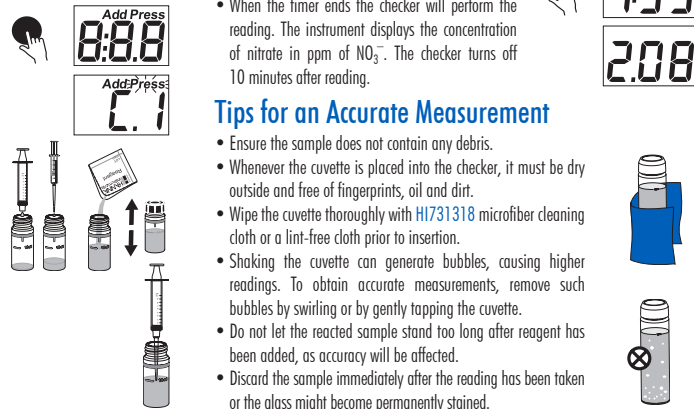 Add Press
8:8.8
Add Press
C.1
• When the timer ends the checker will perform the
reading. The instrument displays the concentration
of nitrate in ppm of NO₃⁻. The checker turns off
10 minutes after reading.
Tips for an Accurate Measurement
• Ensure the sample does not contain any debris.
• Whenever the cuvette is placed into the checker, it must be dry
outside and free of fingerprints, oil and dirt.
• Wipe the cuvette thoroughly with HI731318 microfiber cleaning
cloth or a lint-free cloth prior to insertion.
• Shaking the cuvette can generate bubbles, causing higher
readings. To obtain accurate measurements, remove such
bubbles by swirling or by gently tapping the cuvette.
• Do not let the reacted sample stand too long after reagent has
been added, as accuracy will be affected.
• Discard the sample immediately after the reading has been taken
or the glass might become permanently stained.
Reagent
2.08